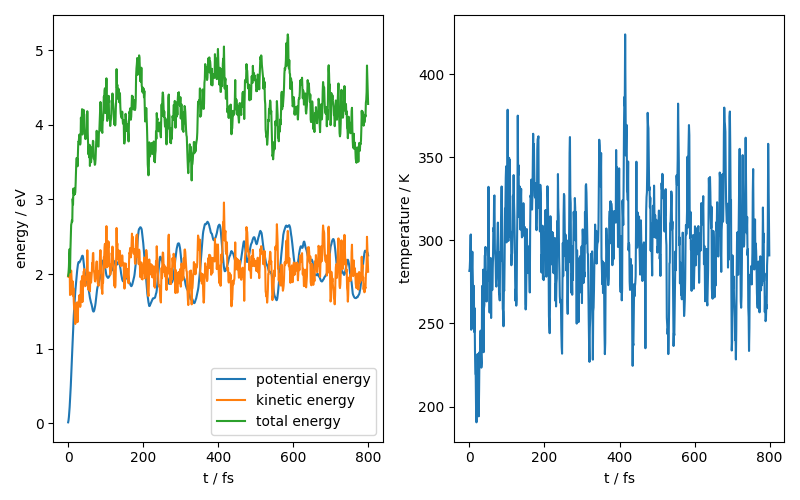 energy / eV
5
4
3
2
1
0
0 200 400 600 800
t / fs
potential energy
kinetic energy
total energy
temperature / K
400
350
300
250
200
0 200 400 600 800
t / fs